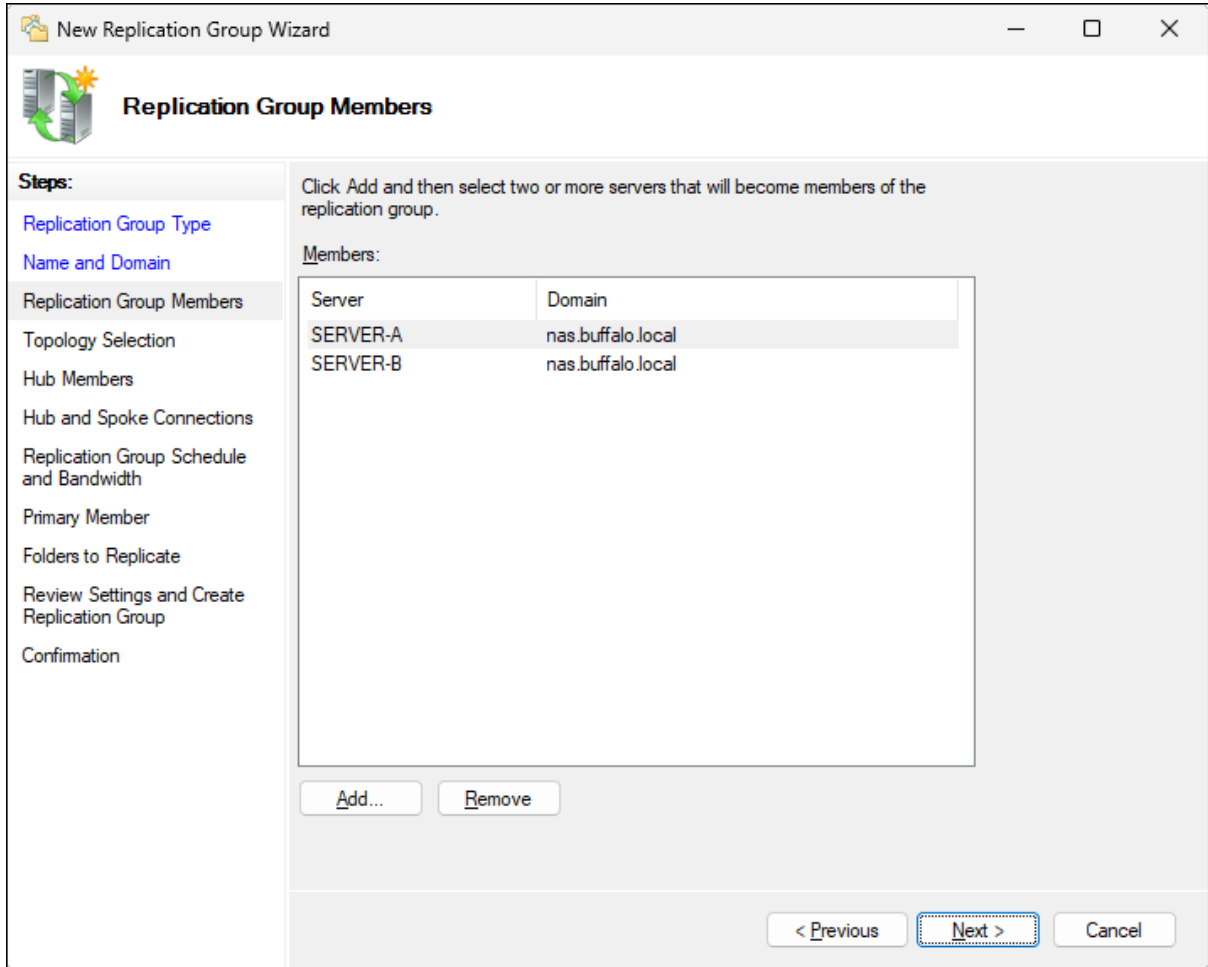 New Replication Group Wizard
Replication Group Members
Steps:
Replication Group Type
Name and Domain
Replication Group Members
Topology Selection
Hub Members
Hub and Spoke Connections
Replication Group Schedule
and Bandwidth
Primary Member
Folders to Replicate
Review Settings and Create
Replication Group
Confirmation
Click Add and then select two or more servers that will become members of the
replication group.
Members:
Server Domain
SERVER-A nas.buffalo.local
SERVER-B nas.buffalo.local
Add... Remove
< Previous Next > Cancel